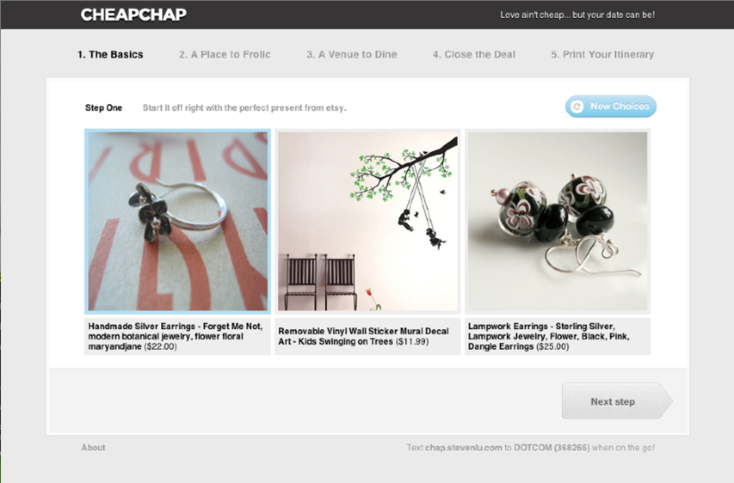 CHEAPCHAP
Love ain't cheap... but your date can be!
1. The Basics
2. A Place to Frolic
3. A Venue to Dine
4. Close the Deal
5. Print Your Itinerary
Step One
Start it off right with the perfect present from etsy.
New Choices
Handmade Silver Earrings - Forget Me Not,
modern botanical jewelry, flower floral
maryandjane ($22.00)
Removable Vinyl Wall Sticker Mural Decal
Art - Kids Swinging on Trees ($11.99)
Lampwork Earrings - Sterling Silver,
Lampwork Jewelry, Flower, Black, Pink,
Dangle Earrings ($25.00)
Next step
About
Text chap.stevenlu.com to DOTCOM (368266) when on the go!